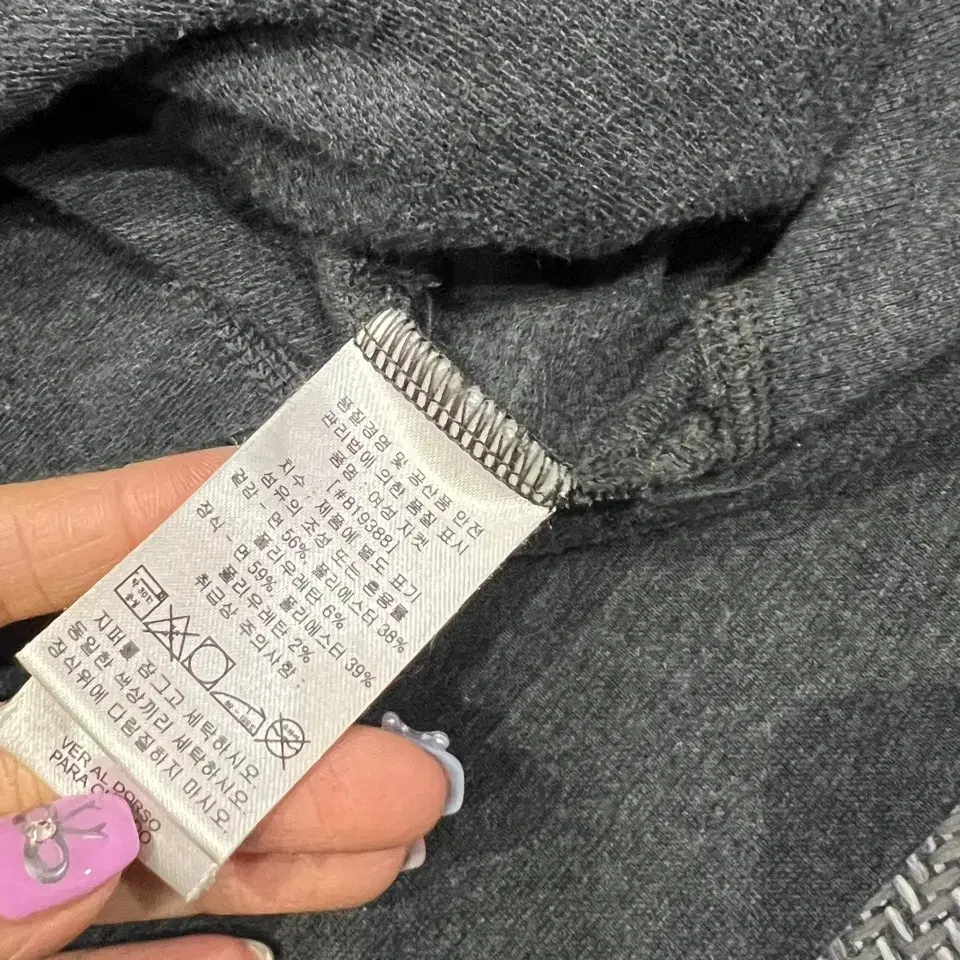 품질경영 및 공산품 안전
관리법에 의한 품질 표시
품명 : 여성 자켓
[#819388]
치수 : 제품에 별도 표기
섬유의 조성 또는 혼용률
겉감 - 면 56% 폴리에스터 38%
폴리우레탄 6%
장식 - 면 59% 폴리에스터 39%
폴리우레탄 2%
취급상 주의사항 :
지퍼를 잠그고 세탁하시오.
동일한 색상끼리 세탁하시오.
장식위에 다림질하지 마시오.
VER AL DORSO
PARA